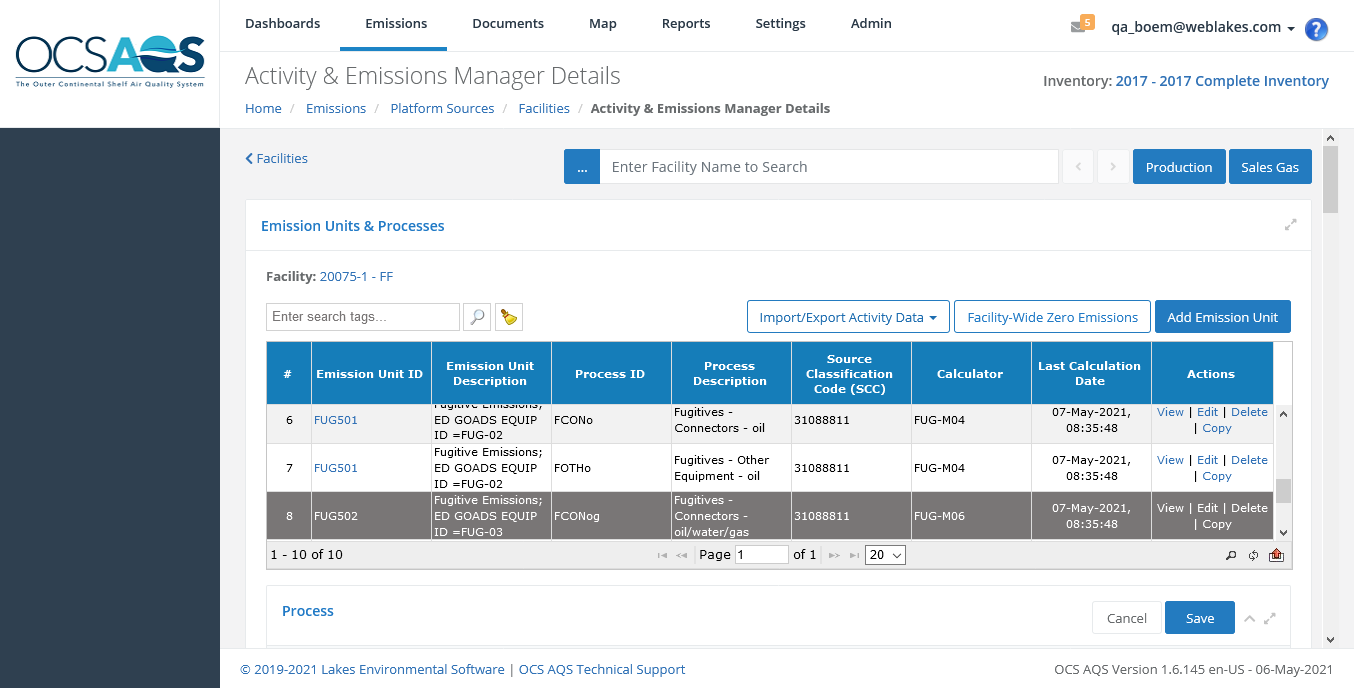 OCSAQS
The Outer Continental Shelf Air Quality System
Dashboards Emissions Documents Map Reports Settings Admin
5
qa_boem@weblakes.com
?
Activity & Emissions Manager Details
Inventory: 2017 - 2017 Complete Inventory
Home / Emissions / Platform Sources / Facilities / Activity & Emissions Manager Details
Facilities
... Enter Facility Name to Search
Production Sales Gas
Emission Units & Processes
Facility: 20075-1 - FF
Enter search tags...
Import/Export Activity Data Facility-Wide Zero Emissions Add Emission Unit
# Emission Unit ID Emission Unit Description Process ID Process Description Source Classification Code (SCC) Calculator Last Calculation Date Actions
6 FUG501 Fugitive Emissions; ED GOADS EQUIP ID =FUG-02 FCONo Fugitives - Connectors - oil 31088811 FUG-M04 07-May-2021, 08:35:48 View | Edit | Delete | Copy
7 FUG501 Fugitive Emissions; ED GOADS EQUIP ID =FUG-02 FOTHo Fugitives - Other Equipment - oil 31088811 FUG-M04 07-May-2021, 08:35:48 View | Edit | Delete | Copy
8 FUG502 Fugitive Emissions; ED GOADS EQUIP ID =FUG-03 FCONog Fugitives - Connectors - oil/water/gas 31088811 FUG-M06 07-May-2021, 08:35:48 View | Edit | Delete | Copy
1 - 10 of 10
Page 1 of 1 20
Process
Cancel Save
© 2019-2021 Lakes Environmental Software | OCS AQS Technical Support
OCS AQS Version 1.6.145 en-US - 06-May-2021